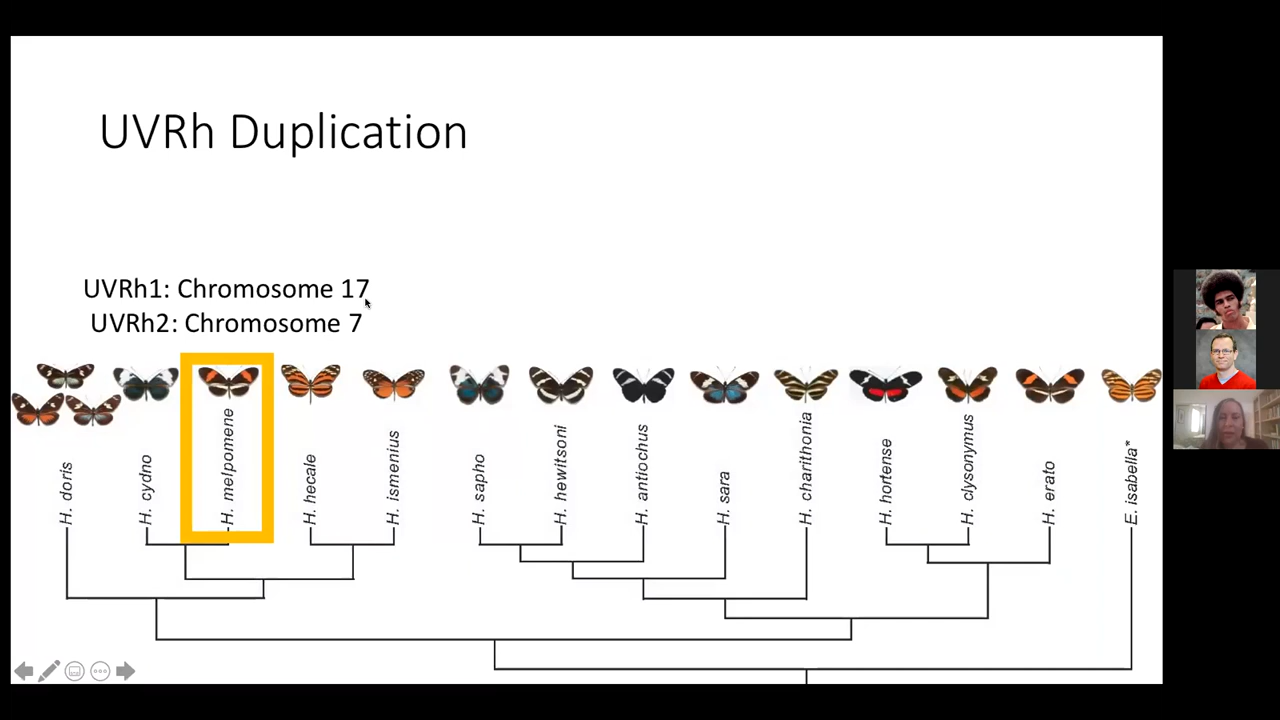 UVRh Duplication
UVRh1: Chromosome 17
UVRh2: Chromosome 7
H. doris
H. cydno
H. melpomene
H. hecale
H. ismenius
H. sapho
H. hewitsoni
H. antiochus
H. sara
H. charithonia
H. hortense
H. clysonymus
H. erato
E. isabella*